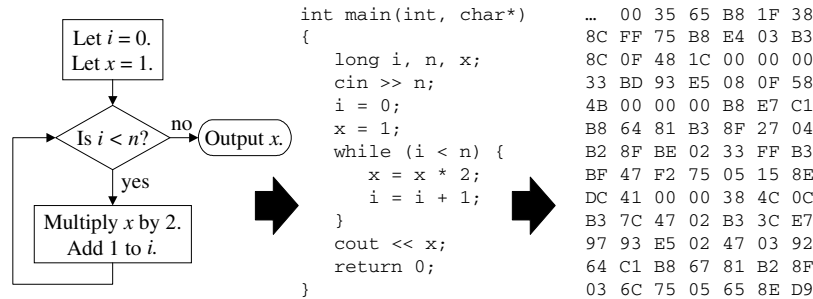 Let i = 0.
Let x = 1.
Is i < n?
no
Output x.
yes
Multiply x by 2.
Add 1 to i.
int main(int, char*)
{
long i, n, x;
cin >> n;
i = 0;
x = 1;
while (i < n) {
x = x * 2;
i = i + 1;
}
cout << x;
return 0;
}
… 00 35 65 B8 1F 38
8C FF 75 B8 E4 03 B3
8C 0F 48 1C 00 00 00
33 BD 93 E5 08 0F 58
4B 00 00 00 B8 E7 C1
B8 64 81 B3 8F 27 04
B2 8F BE 02 33 FF B3
BF 47 F2 75 05 15 8E
DC 41 00 00 38 4C 0C
B3 7C 47 02 B3 3C E7
97 93 E5 02 47 03 92
64 C1 B8 67 81 B2 8F
03 6C 75 05 65 8E D9